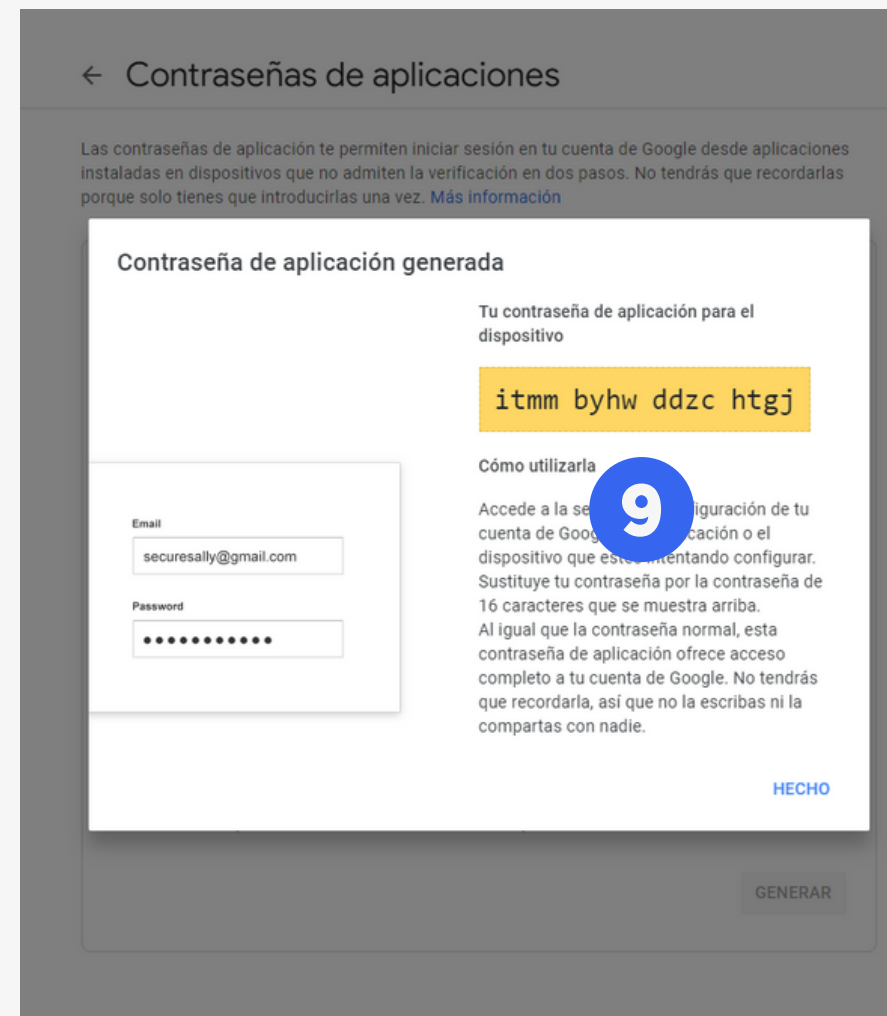 ← Contraseñas de aplicaciones
Las contraseñas de aplicación te permiten iniciar sesión en tu cuenta de Google desde aplicaciones
instaladas en dispositivos que no admiten la verificación en dos pasos. No tendrás que recordarlas
porque solo tienes que introducirlas una vez. Más información
Contraseña de aplicación generada
Tu contraseña de aplicación para el
dispositivo
itmm byhw ddzc htgj
Cómo utilizarla
9
Accede a la iguración de tu
cuenta de cación o el
dispositivo que intentando configurar.
Sustituye tu contraseña por la contraseña de
16 caracteres que se muestra arriba.
Al igual que la contraseña normal, esta
contraseña de aplicación ofrece acceso
completo a tu cuenta de Google. No tendrás
que recordarla, así que no la escribas ni la
compartas con nadie.
Email
securesally@gmail.com
Password
•••••••••••
HECHO
GENERAR